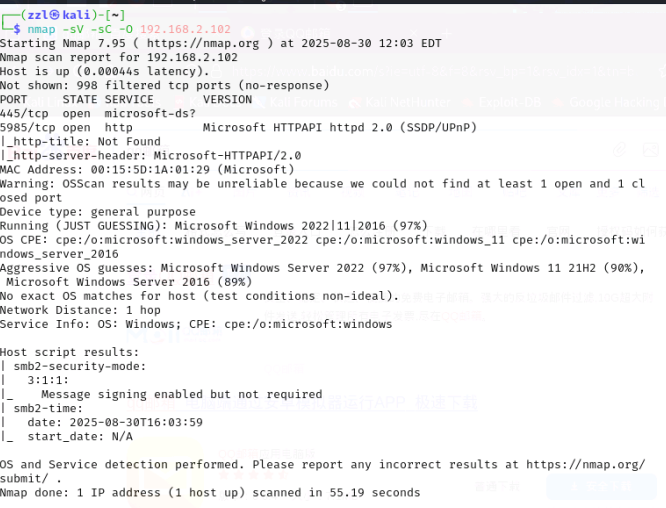 ┌──(zzl㉿kali)-[~]
└─$ nmap -sV -sC -O 192.168.2.102
Starting Nmap 7.95 ( https://nmap.org ) at 2025-08-30 12:03 EDT
Nmap scan report for 192.168.2.102
Host is up (0.00044s latency).
Not shown: 998 filtered tcp ports (no-response)
PORT     STATE SERVICE       VERSION
445/tcp  open  microsoft-ds?
5985/tcp open  http          Microsoft HTTPAPI httpd 2.0 (SSDP/UPnP)
|_http-title: Not Found
|_http-server-header: Microsoft-HTTPAPI/2.0
MAC Address: 00:15:5D:1A:01:29 (Microsoft)
Warning: OSScan results may be unreliable because we could not find at least 1 open and 1 cl
osed port
Device type: general purpose
Running (JUST GUESSING): Microsoft Windows 2022|11|2016 (97%)
OS CPE: cpe:/o:microsoft:windows_server_2022 cpe:/o:microsoft:windows_11 cpe:/o:microsoft:wi
ndows_server_2016
Aggressive OS guesses: Microsoft Windows Server 2022 (97%), Microsoft Windows 11 21H2 (90%),
 Microsoft Windows Server 2016 (89%)
No exact OS matches for host (test conditions non-ideal).
Network Distance: 1 hop
Service Info: OS: Windows; CPE: cpe:/o:microsoft:windows

Host script results:
| smb2-security-mode:
|   3:1:1:
|_    Message signing enabled but not required
| smb2-time:
|   date: 2025-08-30T16:03:59
|_  start_date: N/A

OS and Service detection performed. Please report any incorrect results at https://nmap.org/
submit/ .
Nmap done: 1 IP address (1 host up) scanned in 55.19 seconds